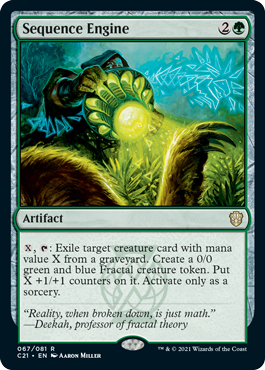 Sequence Engine 2
Artifact
X, T: Exile target creature card with mana
value X from a graveyard. Create a 0/0
green and blue Fractal creature token. Put
X +1/+1 counters on it. Activate only as a
sorcery.
“Reality, when broken down, is just math.”
—Deekah, professor of fractal theory
067/081 R
C21 • EN AARON MILLER
™ & © 2021 Wizards of the Coast